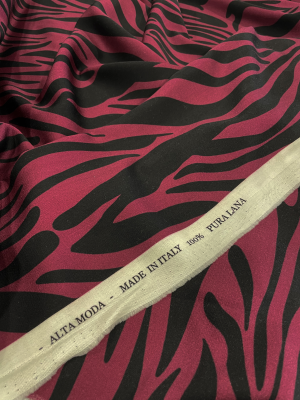 - ALTA MODA - MADE IN ITALY 100% PURA LANA